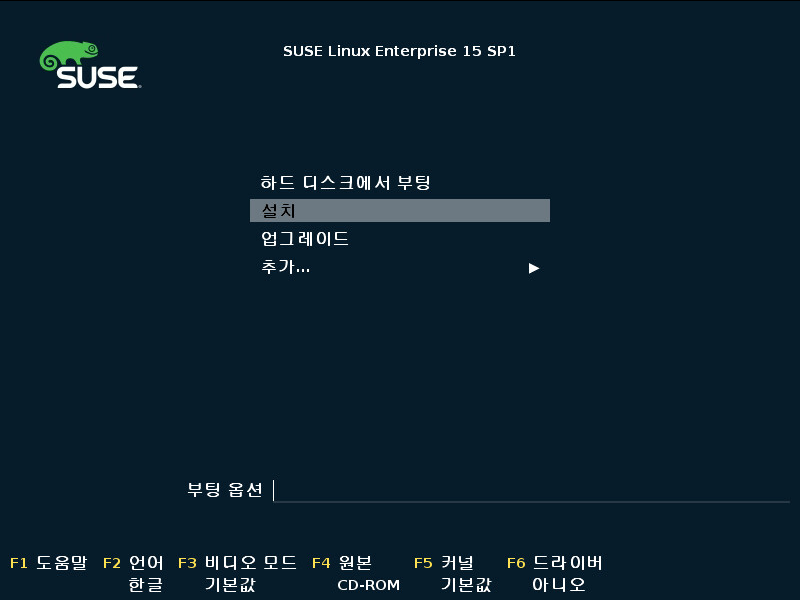 SUSE
SUSE Linux Enterprise 15 SP1
하드 디스크에서 부팅
설치
업그레이드
추가...
부팅 옵션
F1 도움말 F2 언어 F3 비디오 모드 F4 원본 F5 커널 F6 드라이버
한글 기본값 CD-ROM 기본값 아니오